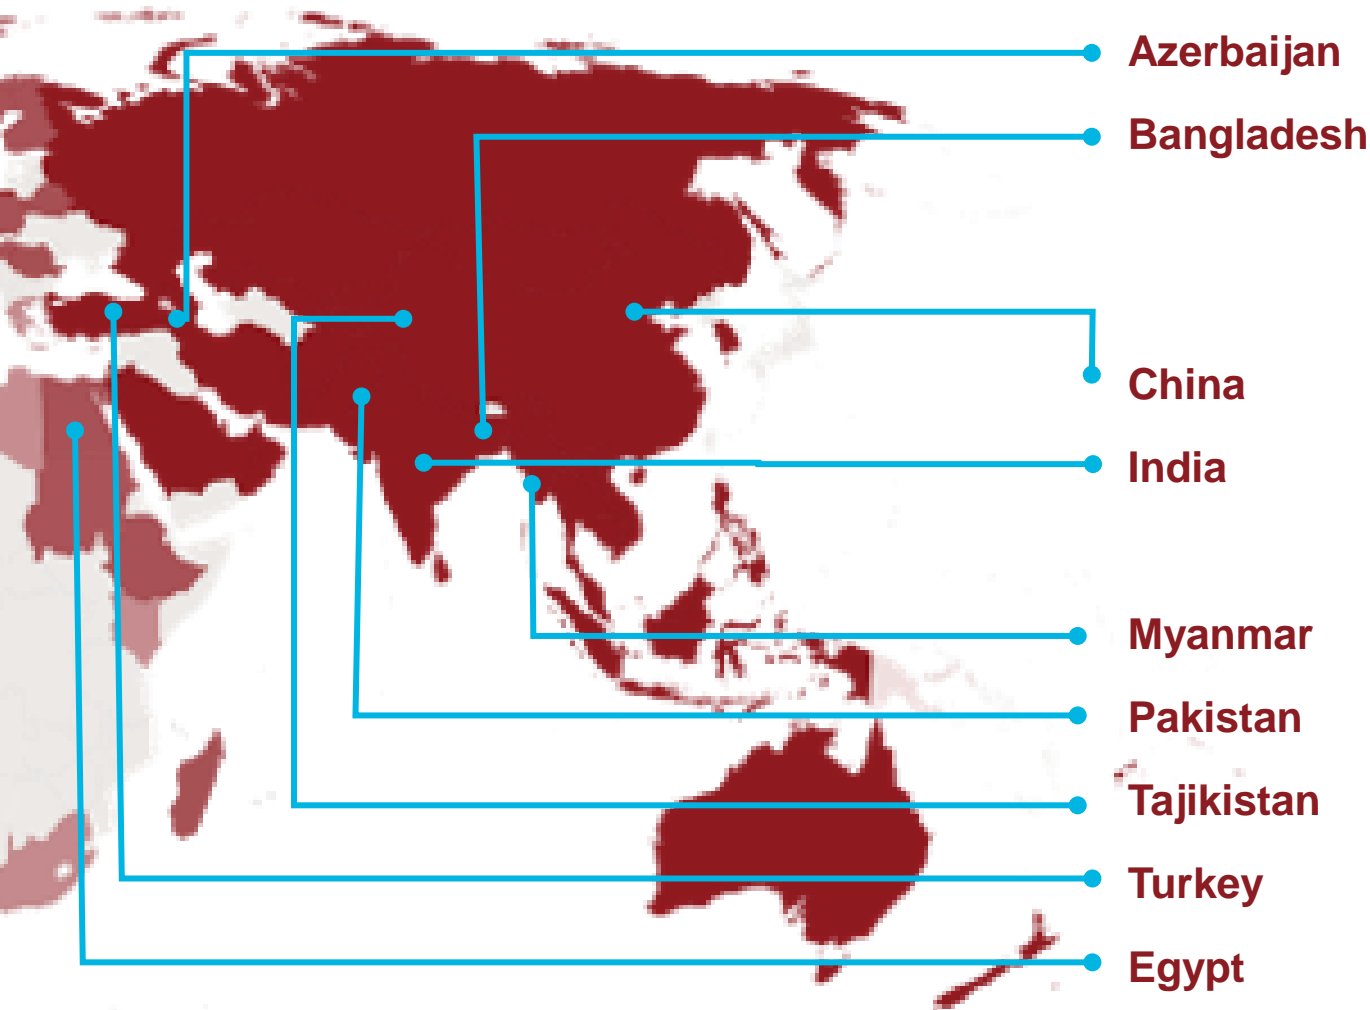 Azerbaijan
Bangladesh
China
India
Myanmar
Pakistan
Tajikistan
Turkey
Egypt